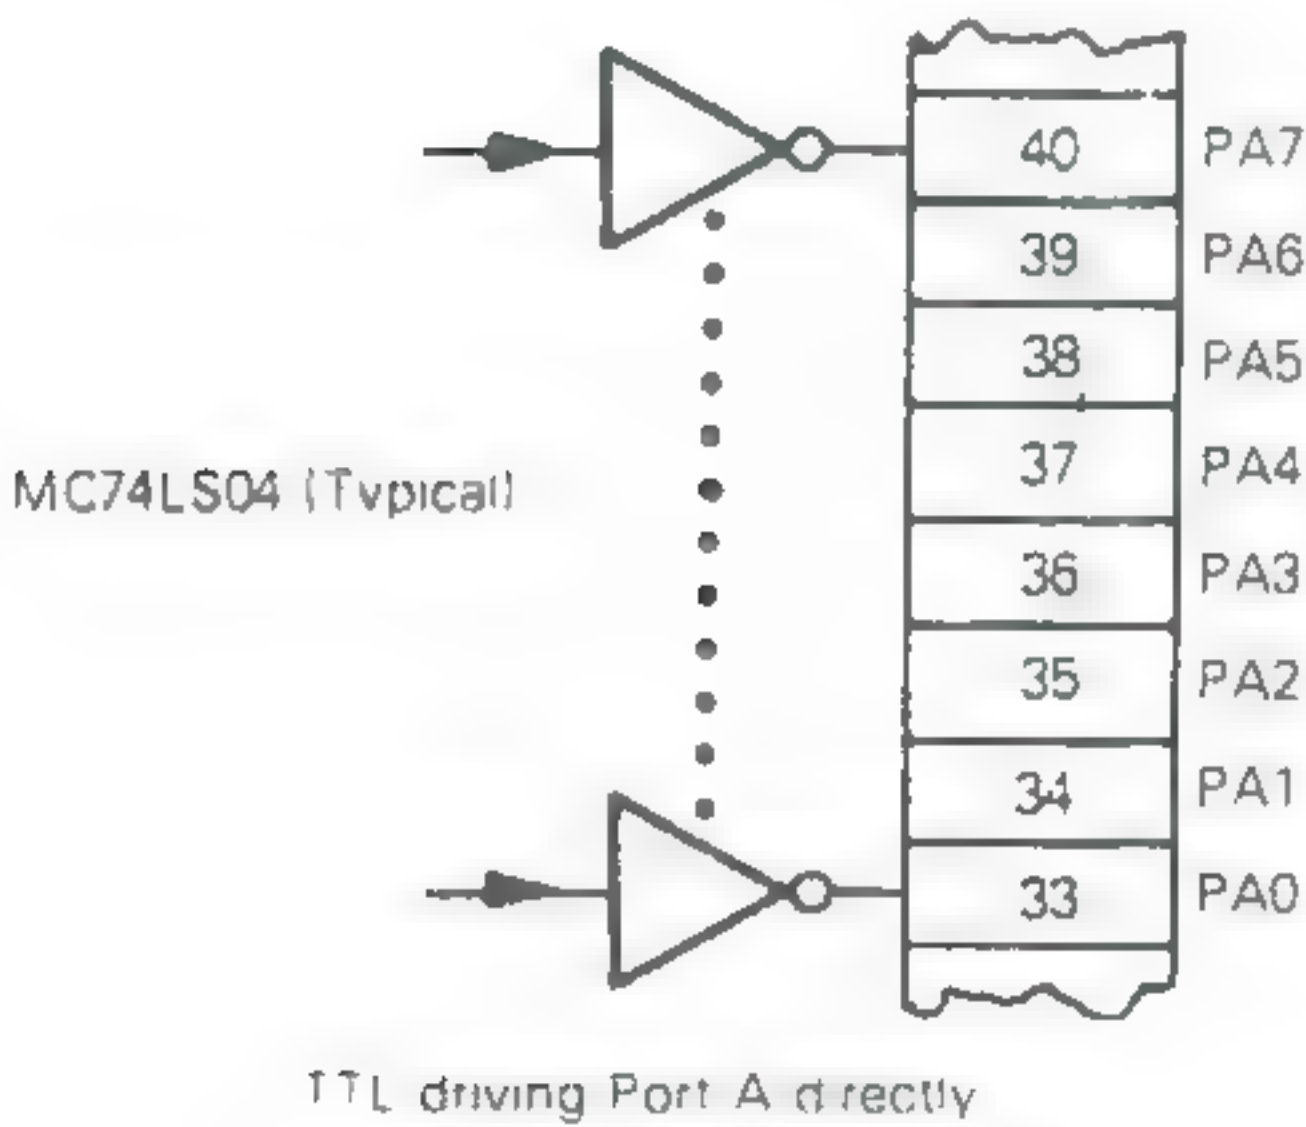 40 PA7
39 PA6
38 PA5
37 PA4
MC74LS04 (Typical)
36 PA3
35 PA2
34 PA1
33 PA0
TTL driving Port A directly